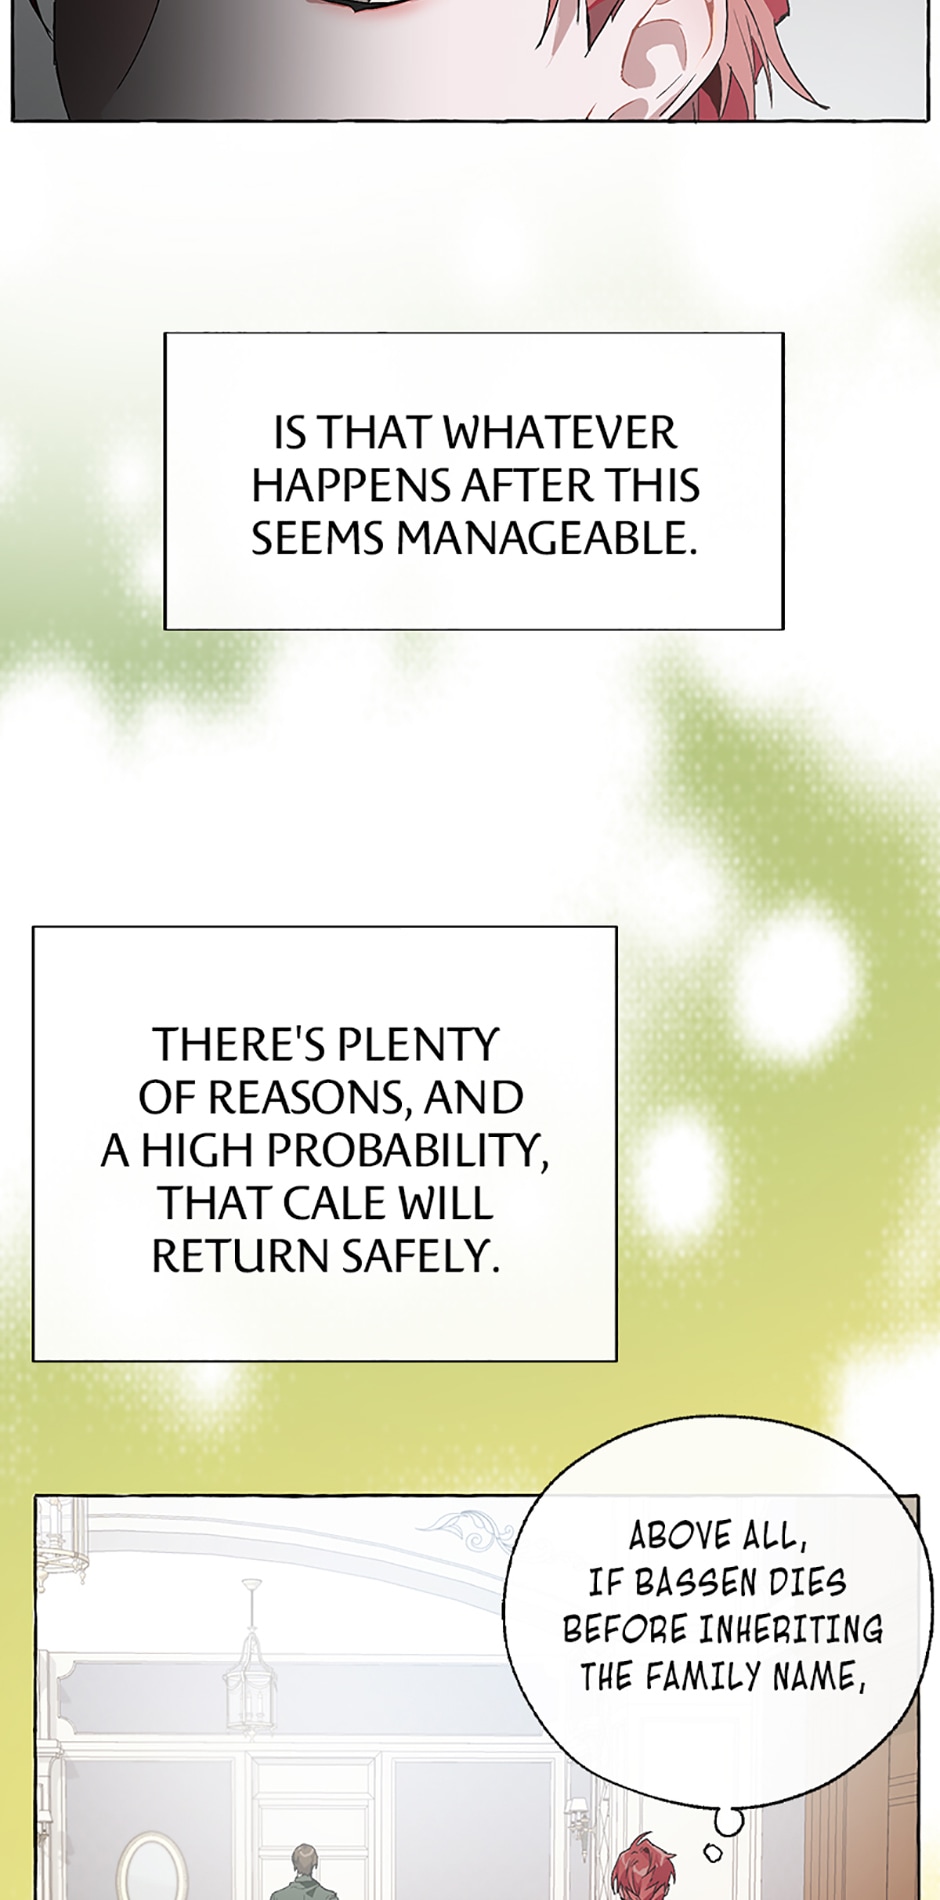 IS THAT WHATEVER
HAPPENS AFTER THIS
SEEMS MANAGEABLE.
THERE'S PLENTY
OF REASONS, AND
A HIGH PROBABILITY,
THAT CALE WILL
RETURN SAFELY.
ABOVE ALL,
IF BASSEN DIES
BEFORE INHERITING
THE FAMILY NAME,